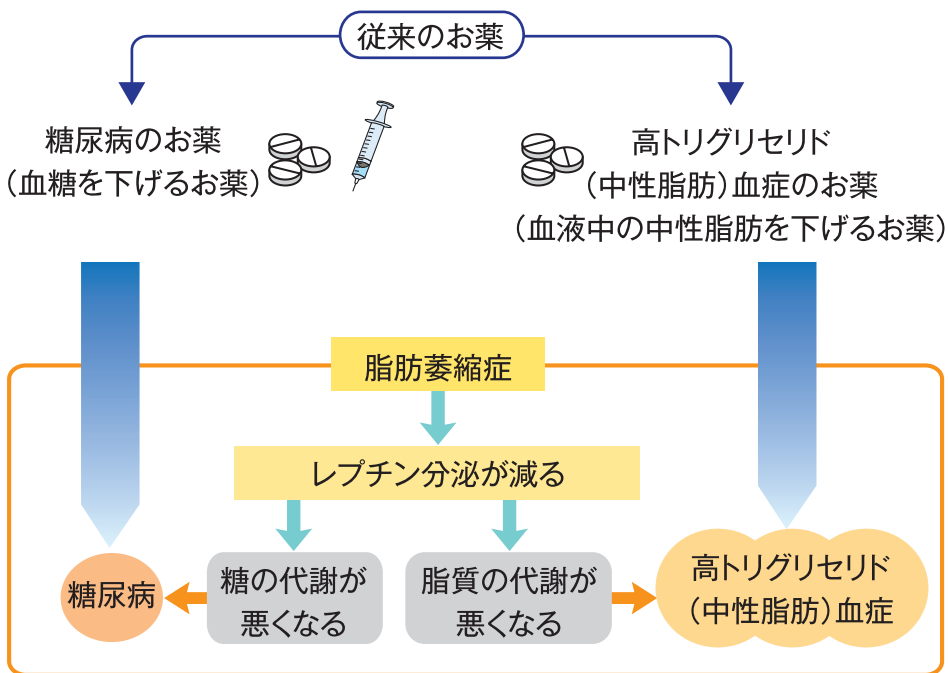 従来のお薬
糖尿病のお薬
（血糖を下げるお薬）
高トリグリセリド
（中性脂肪）血症のお薬
（血液中の中性脂肪を下げるお薬）
脂肪萎縮症
レプチン分泌が減る
糖尿病
糖の代謝が
悪くなる
脂質の代謝が
悪くなる
高トリグリセリド
（中性脂肪）血症